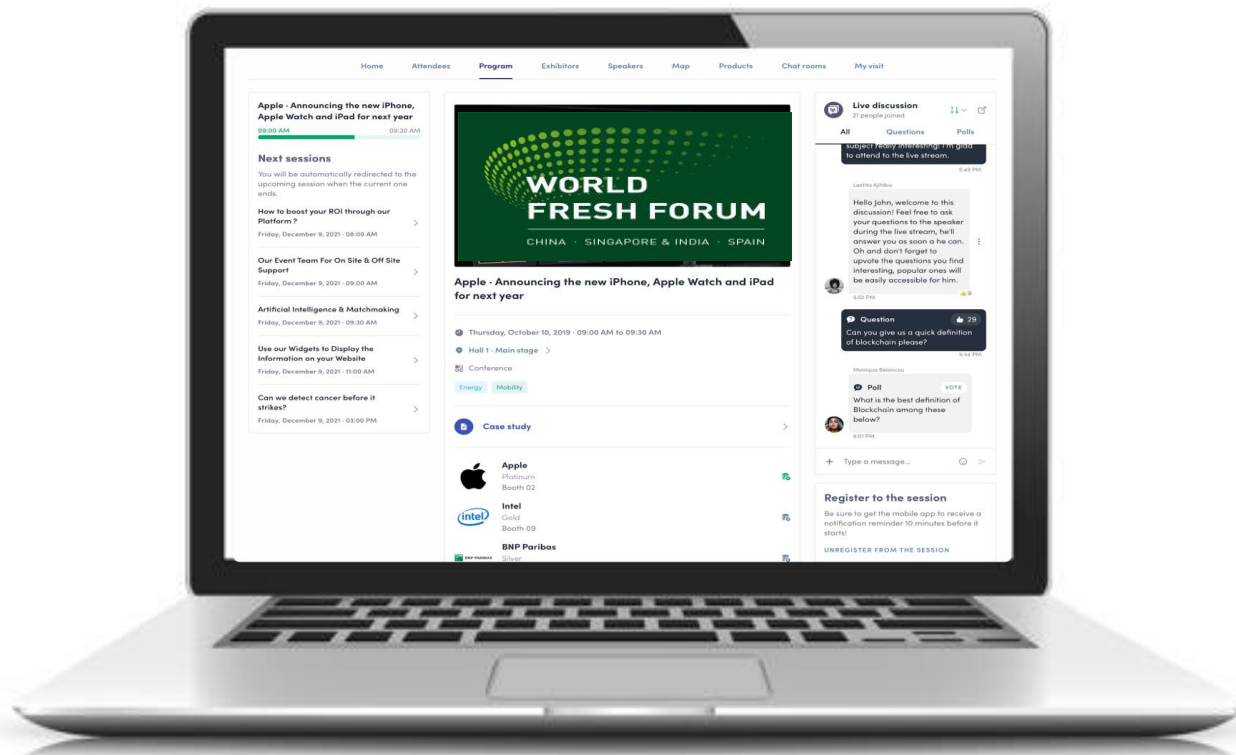 Home Attendees Program Exhibitors Speakers Map Products Chat rooms My visit
Apple - Announcing the new iPhone,
Apple Watch and iPad for next year
09:00 AM 09:30 AM
Next sessions
You will be automatically redirected to the
upcoming session when the current one
ends.
How to boost your ROI through our
Platform ?
Friday, December 9, 2021 - 08:00 AM
Our Event Team For On Site & Off Site
Support
Friday, December 9, 2021 - 09:00 AM
Artificial Intelligence & Matchmaking
Friday, December 9, 2021 - 09:30 AM
Use our Widgets to Display the
Information on your Website
Friday, December 9, 2021 - 11:00 AM
Can we detect cancer before it
strikes?
Friday, December 9, 2021 - 03:00 PM
WORLD
FRESH FORUM
CHINA · SINGAPORE & INDIA · SPAIN
Apple - Announcing the new iPhone, Apple Watch and iPad
for next year
Thursday, October 10, 2019 - 09:00 AM to 09:30 AM
Hall 1 - Main stage
Conference
Energy Mobility
Case study
Apple
Platinum
Booth 02
intel
Intel
Gold
Booth 09
BNP PARIBAS
BNP Paribas
Silver
Live discussion
21 people joined
All Questions Polls
subject really interesting! I'm glad
to attend to the live stream.
5:49 PM
Hello John, welcome to this
discussion! Feel free to ask
your questions to the speaker
during the live stream, he'll
answer you as soon a he can.
Oh and don't forget to
upvote the questions you find
interesting, popular ones will
be easily accessible for him.
5:52 PM
Question 29
Can you give us a quick definition
of blockchain please?
5:54 PM
Poll VOTE
What is the best definition of
Blockchain among these
below?
6:01 PM
Type a message...
Register to the session
Be sure to get the mobile app to receive a
notification reminder 10 minutes before it
starts!
UNREGISTER FROM THE SESSION